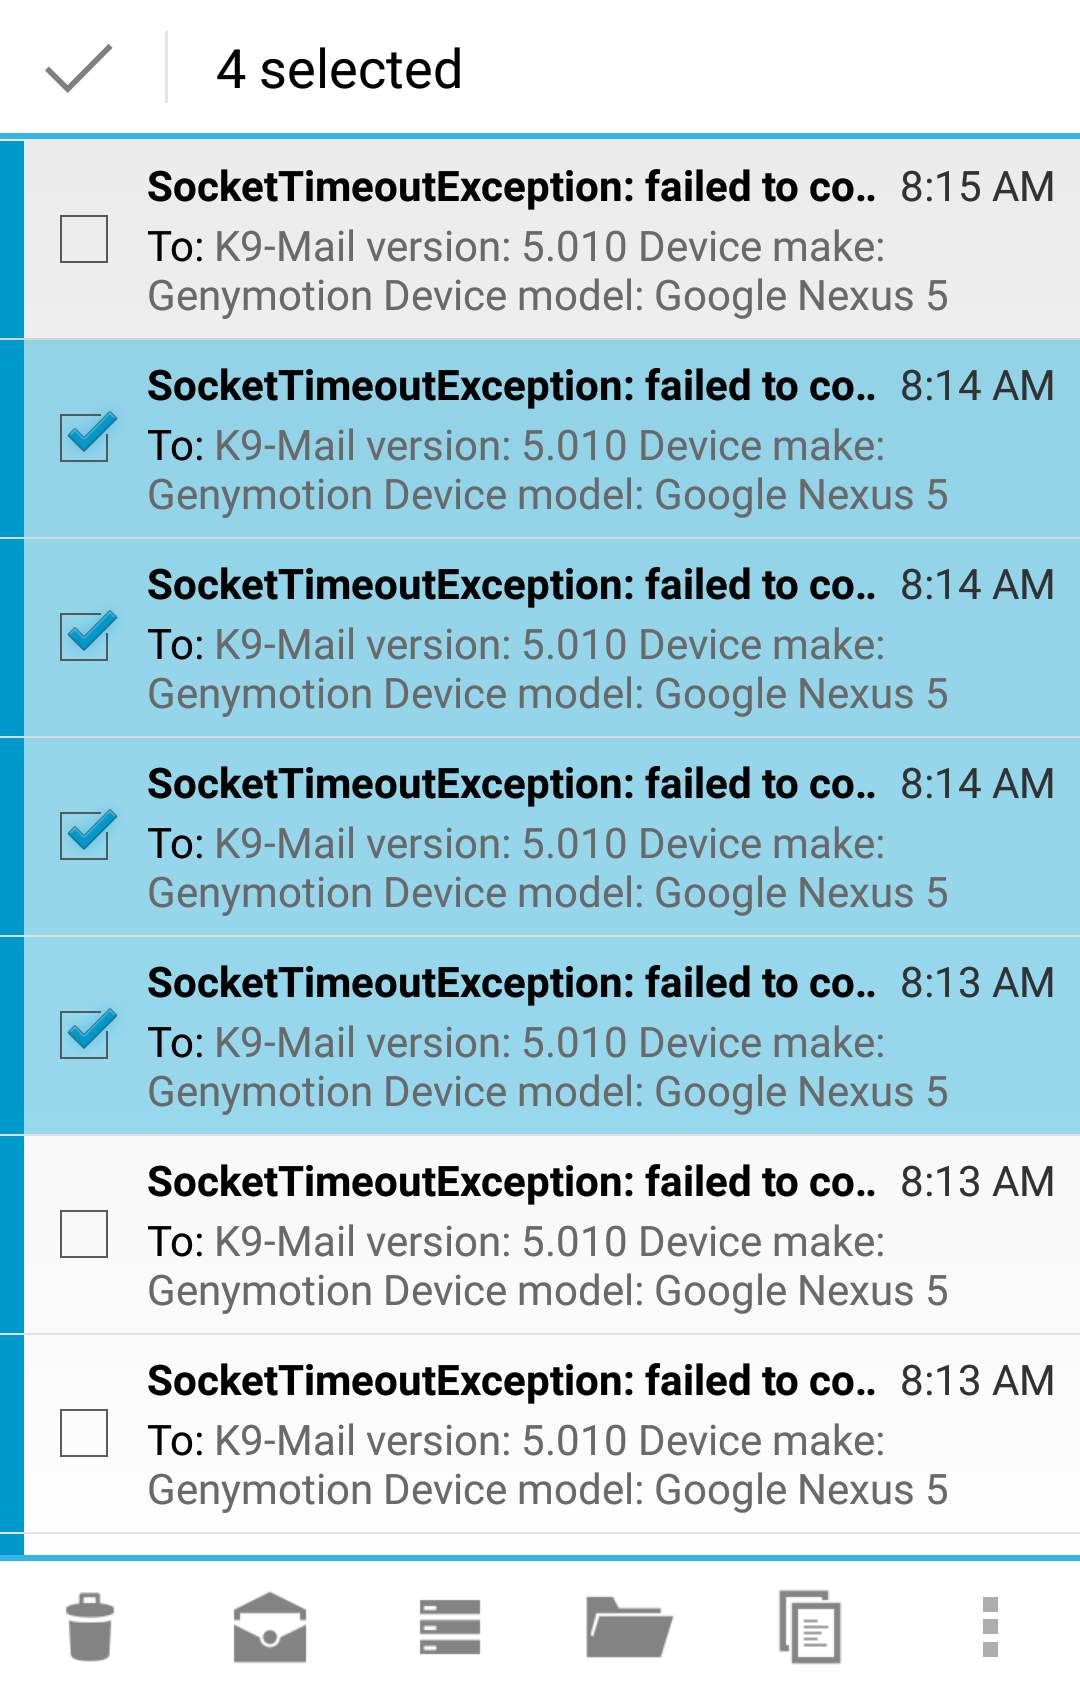 4 selected
SocketTimeoutException: failed to co.. 8:15 AM
To: K9-Mail version: 5.010 Device make:
Genymotion Device model: Google Nexus 5
SocketTimeoutException: failed to co.. 8:14 AM
To: K9-Mail version: 5.010 Device make:
Genymotion Device model: Google Nexus 5
SocketTimeoutException: failed to co.. 8:14 AM
To: K9-Mail version: 5.010 Device make:
Genymotion Device model: Google Nexus 5
SocketTimeoutException: failed to co.. 8:14 AM
To: K9-Mail version: 5.010 Device make:
Genymotion Device model: Google Nexus 5
SocketTimeoutException: failed to co.. 8:13 AM
To: K9-Mail version: 5.010 Device make:
Genymotion Device model: Google Nexus 5
SocketTimeoutException: failed to co.. 8:13 AM
To: K9-Mail version: 5.010 Device make:
Genymotion Device model: Google Nexus 5
SocketTimeoutException: failed to co.. 8:13 AM
To: K9-Mail version: 5.010 Device make:
Genymotion Device model: Google Nexus 5